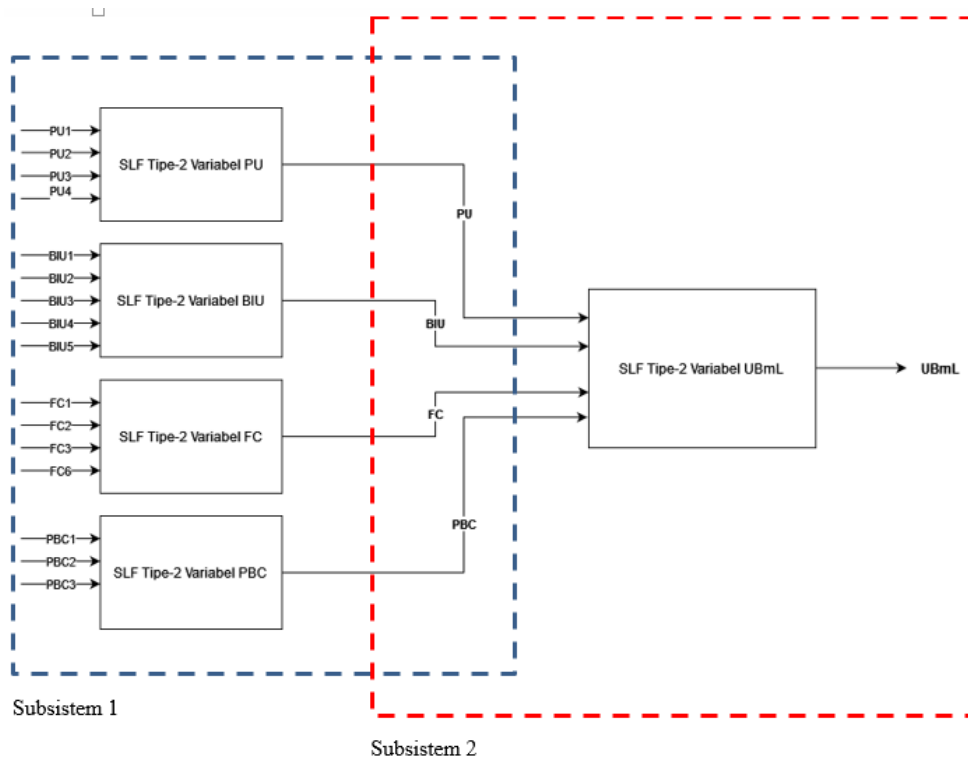 PU1
PU2
PU3
PU4
SLF Tipe-2 Variabel PU
PU
BIU1
BIU2
BIU3
BIU4
BIU5
SLF Tipe-2 Variabel BIU
BIU
SLF Tipe-2 Variabel UBmL
UBmL
FC1
FC2
FC3
FC6
SLF Tipe-2 Variabel FC
FC
PBC1
PBC2
PBC3
SLF Tipe-2 Variabel PBC
PBC
Subsistem 1
Subsistem 2